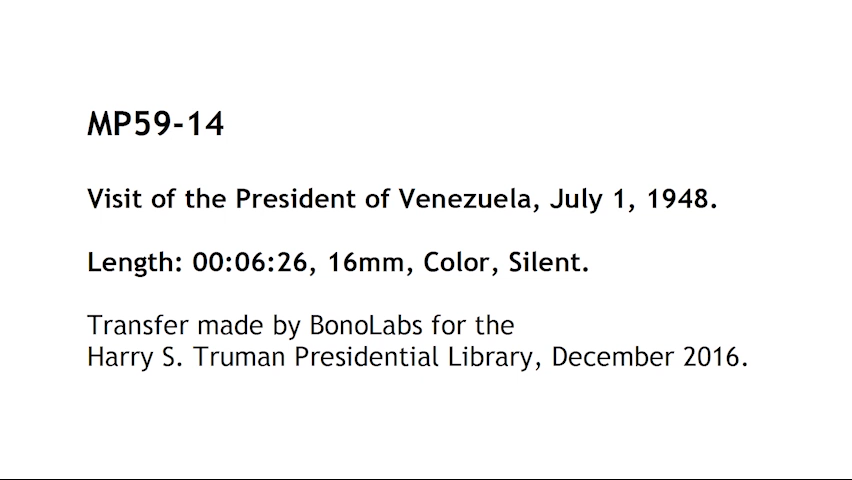 MP59-14
Visit of the President of Venezuela, July 1, 1948.
Length: 00:06:26, 16mm, Color, Silent.
Transfer made by BonoLabs for the
Harry S. Truman Presidential Library, December 2016.